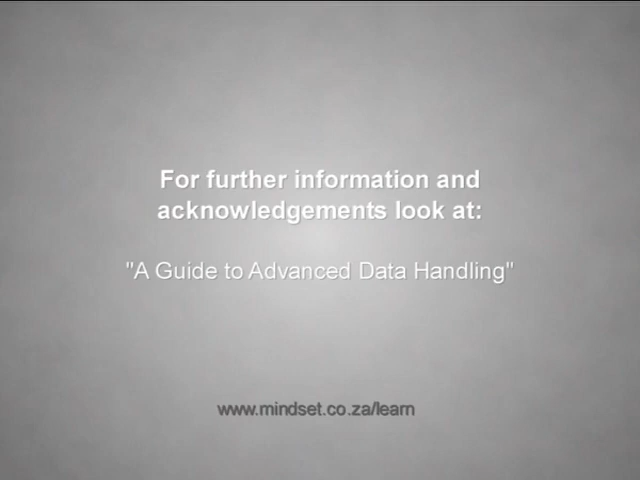 For further information and
acknowledgements look at:
"A Guide to Advanced Data Handling"
www.mindset.co.za/learn